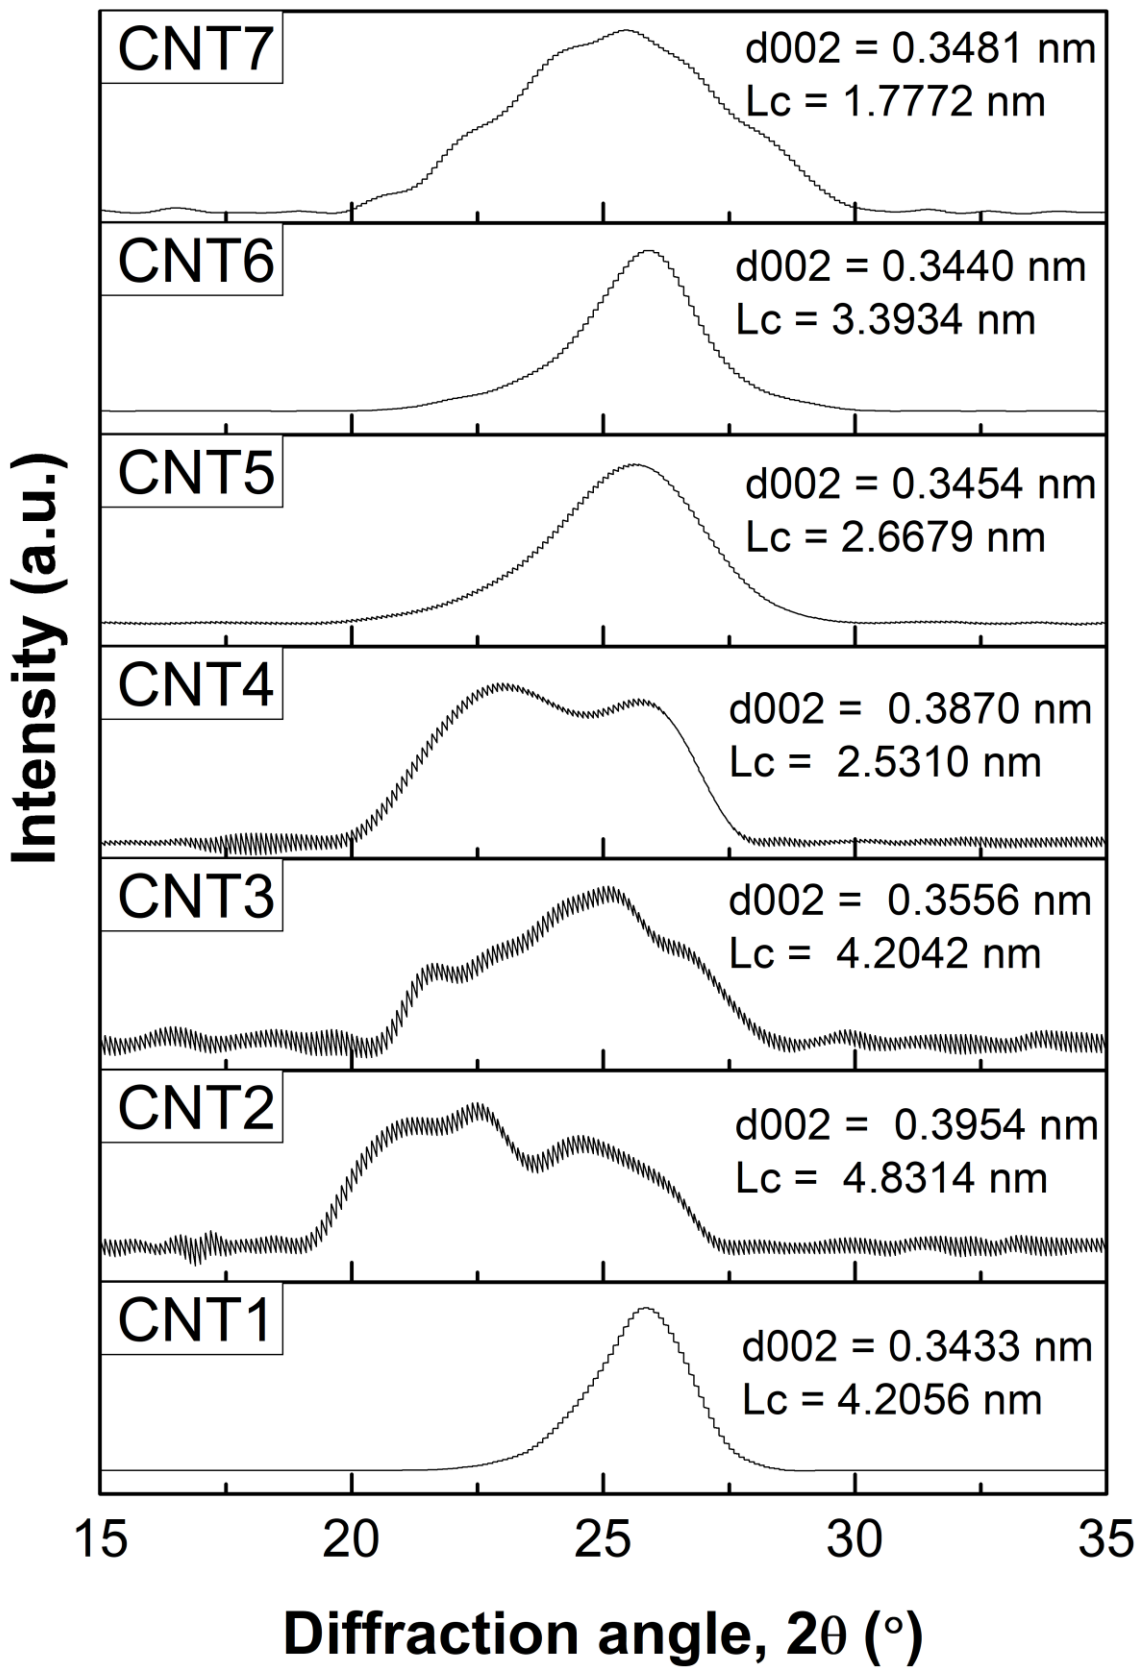 Intensity (a.u.)
CNT7
d002 = 0.3481 nm
Lc = 1.7772 nm
CNT6
d002 = 0.3440 nm
Lc = 3.3934 nm
CNT5
d002 = 0.3454 nm
Lc = 2.6679 nm
CNT4
d002 =  0.3870 nm
Lc =  2.5310 nm
CNT3
d002 =  0.3556 nm
Lc =  4.2042 nm
CNT2
d002 =  0.3954 nm
Lc =  4.8314 nm
CNT1
d002 = 0.3433 nm
Lc = 4.2056 nm
15 20 25 30 35
Diffraction angle, 2θ (°)